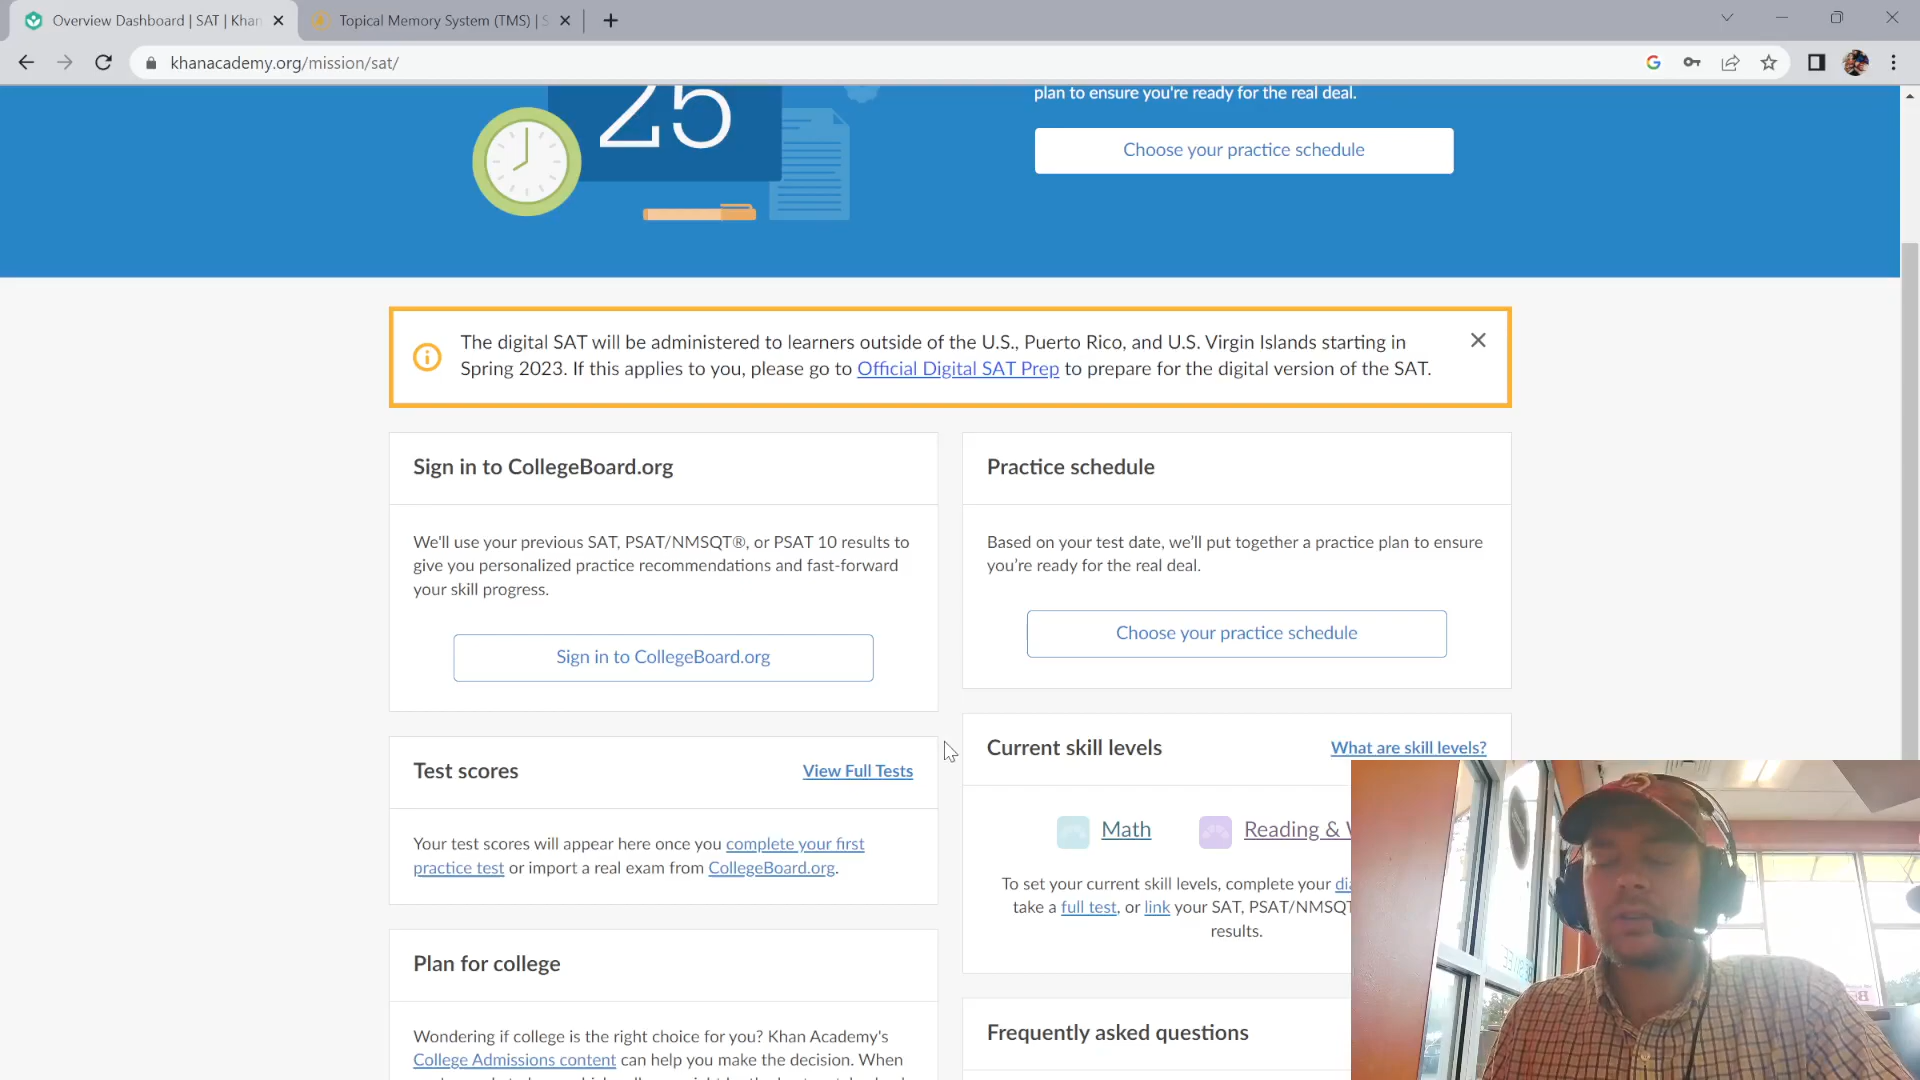 Overview Dashboard | SAT | Khan
Topical Memory System (TMS) | S
khanacademy.org/mission/sat/
25
plan to ensure you're ready for the real deal.
Choose your practice schedule
The digital SAT will be administered to learners outside of the U.S., Puerto Rico, and U.S. Virgin Islands starting in
Spring 2023. If this applies to you, please go to Official Digital SAT Prep to prepare for the digital version of the SAT.
Sign in to CollegeBoard.org
We'll use your previous SAT, PSAT/NMSQT®, or PSAT 10 results to
give you personalized practice recommendations and fast-forward
your skill progress.
Sign in to CollegeBoard.org
Practice schedule
Based on your test date, we'll put together a practice plan to ensure
you're ready for the real deal.
Choose your practice schedule
Test scores
View Full Tests
Your test scores will appear here once you complete your first
practice test or import a real exam from CollegeBoard.org.
Current skill levels
What are skill levels?
Math
Reading &
To set your current skill levels, complete your
take a full test, or link your SAT, PSAT/NMSQT
results.
Plan for college
Wondering if college is the right choice for you? Khan Academy's
College Admissions content can help you make the decision. When
Frequently asked questions